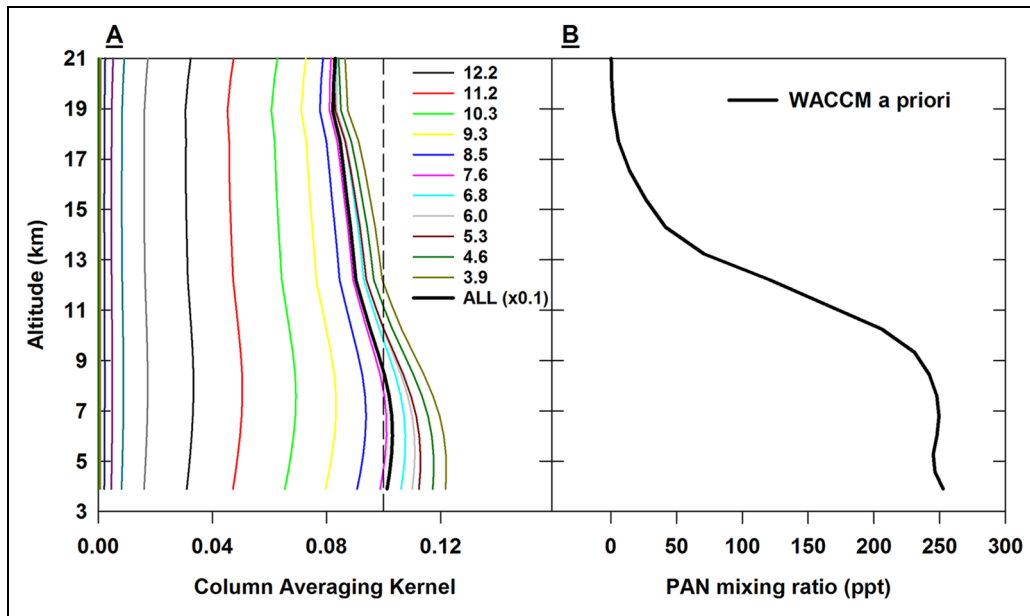 A
B
21
19
17
15
13
11
9
7
5
3
Altitude (km)
12.2
11.2
10.3
9.3
8.5
7.6
6.8
6.0
5.3
4.6
3.9
ALL (x0.1)
WACCM a priori
0.00 0.04 0.08 0.12
0 50 100 150 200 250 300
Column Averaging Kernel
PAN mixing ratio (ppt)